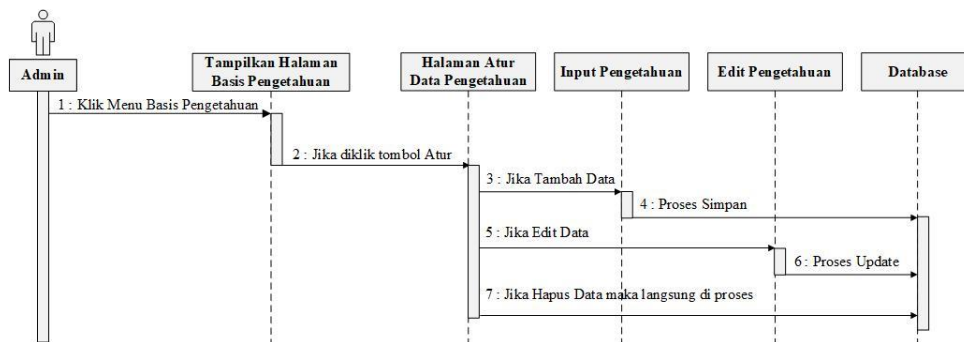 Admin
Tampilkan Halaman
Basis Pengetahuan
Halaman Atur
Data Pengetahuan
Input Pengetahuan
Edit Pengetahuan
Database
1 : Klik Menu Basis Pengetahuan
2 : Jika diklik tombol Atur
3 : Jika Tambah Data
4 : Proses Simpan
5 : Jika Edit Data
6 : Proses Update
7 : Jika Hapus Data maka langsung di proses